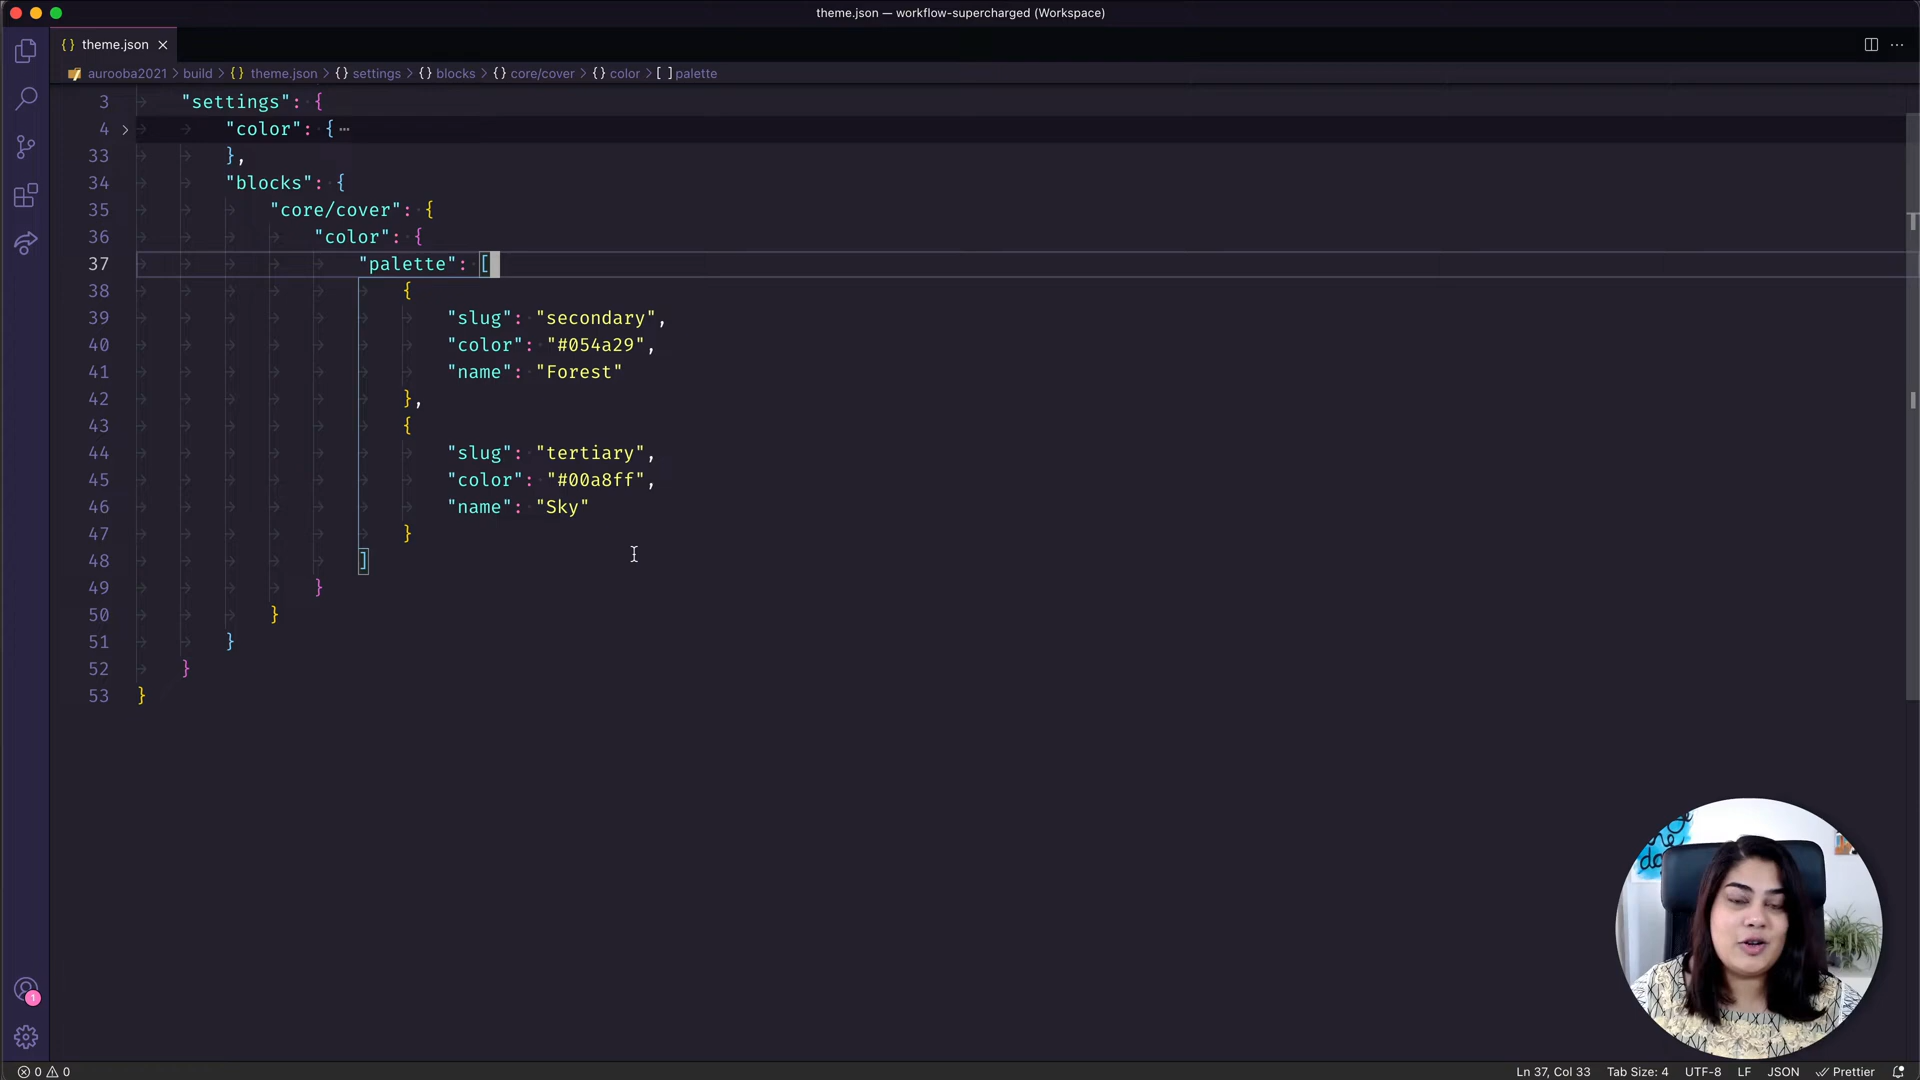 theme.json — workflow-supercharged (Workspace)
{ } theme.json
aurooba2021 > build > { } theme.json > { } settings > { } blocks > { } core/cover > { } color > [ ] palette
3 "settings": {
4 "color": { ⋯
33 },
34 "blocks": {
35 "core/cover": {
36 "color": {
37 "palette": [
38 {
39 "slug": "secondary",
40 "color": "#054a29",
41 "name": "Forest"
42 },
43 {
44 "slug": "tertiary",
45 "color": "#00a8ff",
46 "name": "Sky"
47 }
48 ]
49 }
50 }
51 }
52 }
53 }
1
0 0
Ln 37, Col 33 Tab Size: 4 UTF-8 LF JSON Prettier